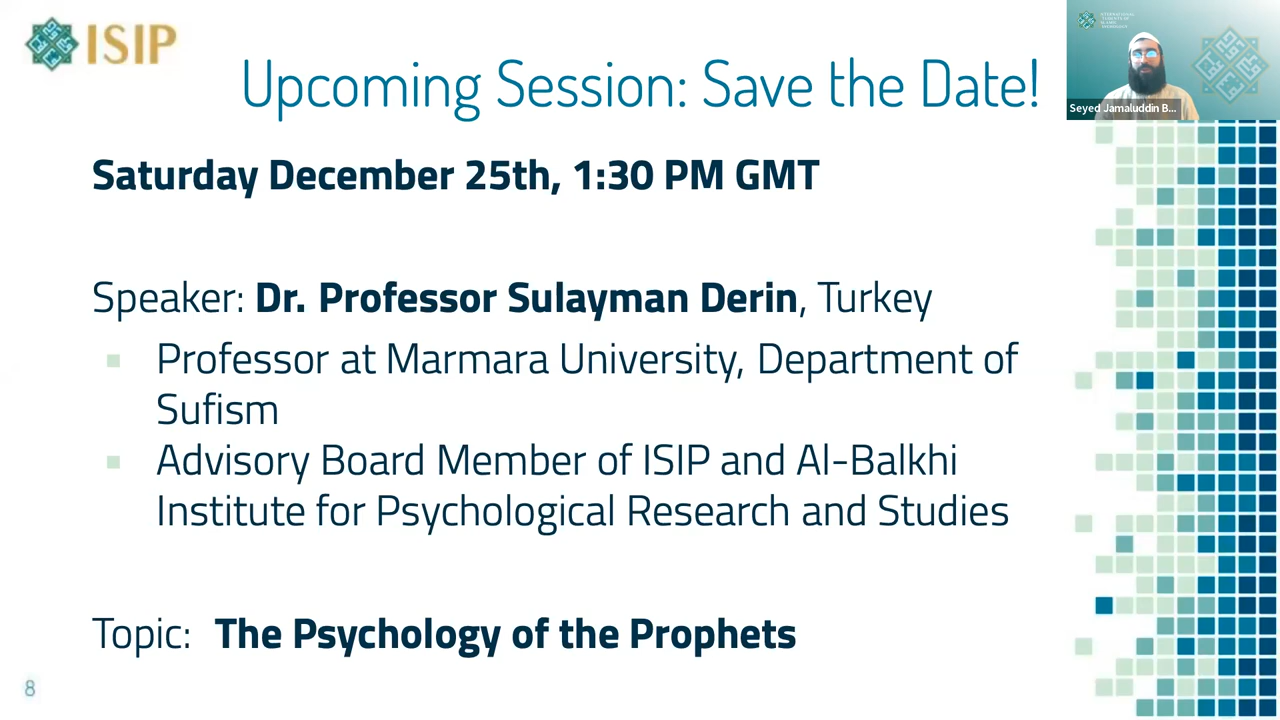 ISIP
Upcoming Session: Save the Date!
Seyed Jamaluddin B...
Saturday December 25th, 1:30 PM GMT
Speaker: Dr. Professor Sulayman Derin, Turkey
Professor at Marmara University, Department of
Sufism
Advisory Board Member of ISIP and Al-Balkhi
Institute for Psychological Research and Studies
Topic: The Psychology of the Prophets
8